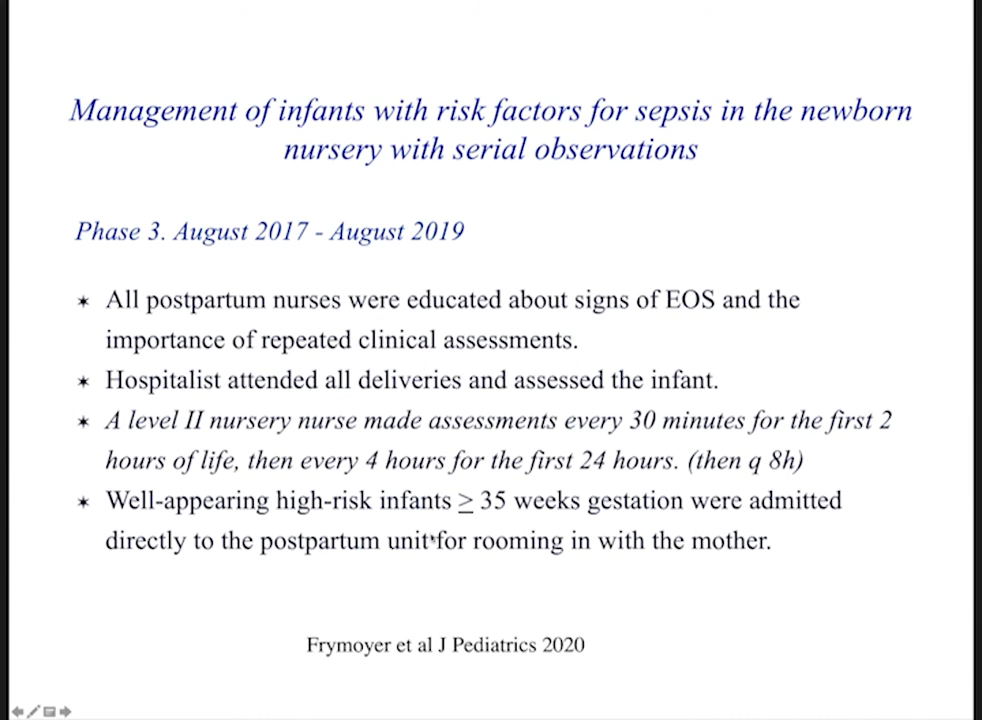 Management of infants with risk factors for sepsis in the newborn
nursery with serial observations
Phase 3. August 2017 - August 2019
✶ All postpartum nurses were educated about signs of EOS and the
importance of repeated clinical assessments.
✶ Hospitalist attended all deliveries and assessed the infant.
✶ A level II nursery nurse made assessments every 30 minutes for the first 2
hours of life, then every 4 hours for the first 24 hours. (then q 8h)
✶ Well-appearing high-risk infants ≥ 35 weeks gestation were admitted
directly to the postpartum unit for rooming in with the mother.
Frymoyer et al J Pediatrics 2020